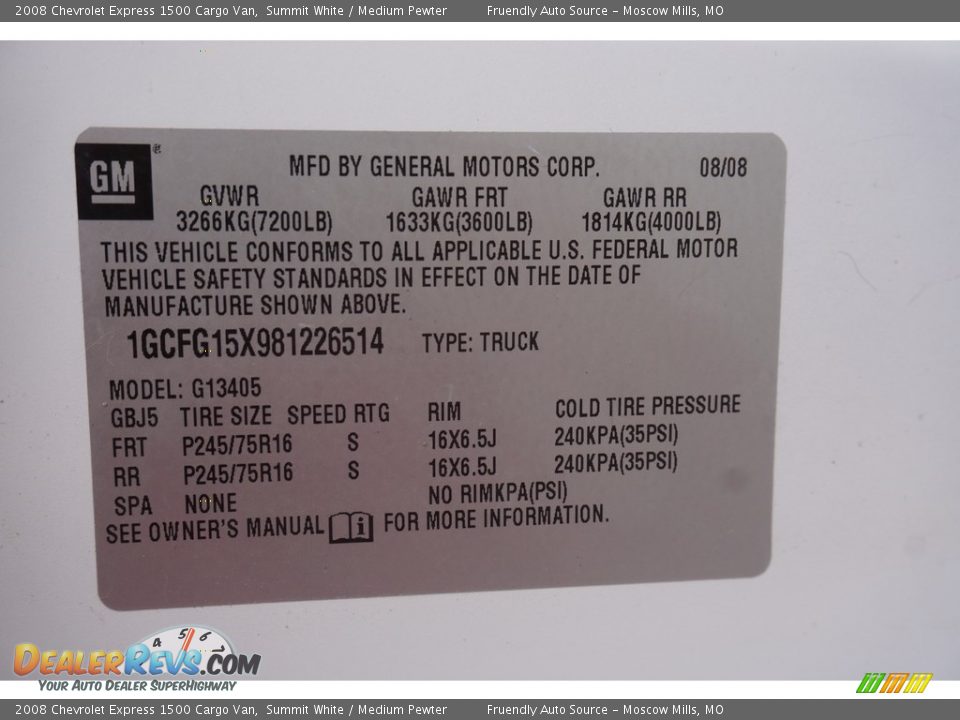 2008 Chevrolet Express 1500 Cargo Van, Summit White / Medium Pewter Fruendly Auto Source - Moscow Mills, MO
GM ®
MFD BY GENERAL MOTORS CORP. 08/08
GVWR GAWR FRT GAWR RR
3266KG(7200LB) 1633KG(3600LB) 1814KG(4000LB)
THIS VEHICLE CONFORMS TO ALL APPLICABLE U.S. FEDERAL MOTOR
VEHICLE SAFETY STANDARDS IN EFFECT ON THE DATE OF
MANUFACTURE SHOWN ABOVE.
1GCFG15X981226514 TYPE: TRUCK
MODEL: G13405
GBJ5 TIRE SIZE SPEED RTG RIM COLD TIRE PRESSURE
FRT P245/75R16 S 16X6.5J 240KPA(35PSI)
RR P245/75R16 S 16X6.5J 240KPA(35PSI)
SPA NONE NO RIMKPA(PSI)
SEE OWNER'S MANUAL i FOR MORE INFORMATION.
4 5 6
DEALERREVS.COM
YOUR AUTO DEALER SUPERHIGHWAY
2008 Chevrolet Express 1500 Cargo Van, Summit White / Medium Pewter Fruendly Auto Source - Moscow Mills, MO